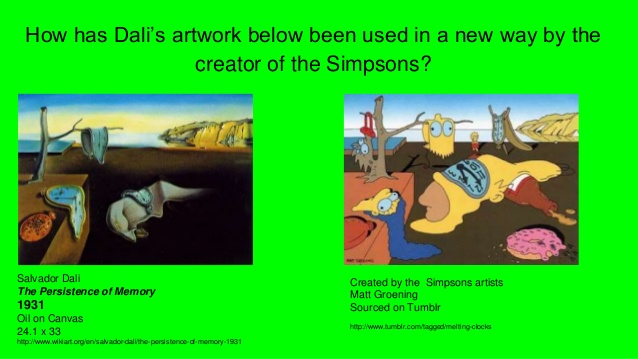 How has Dali's artwork below been used in a new way by the
creator of the Simpsons?
Salvador Dali
The Persistence of Memory
1931
Oil on Canvas
24.1 x 33
http://www.wikiart.org/en/salvador-dali/the-persistence-of-memory-1931
Created by the Simpsons artists
Matt Groening
Sourced on Tumblr
http://www.tumblr.com/tagged/melting-clocks